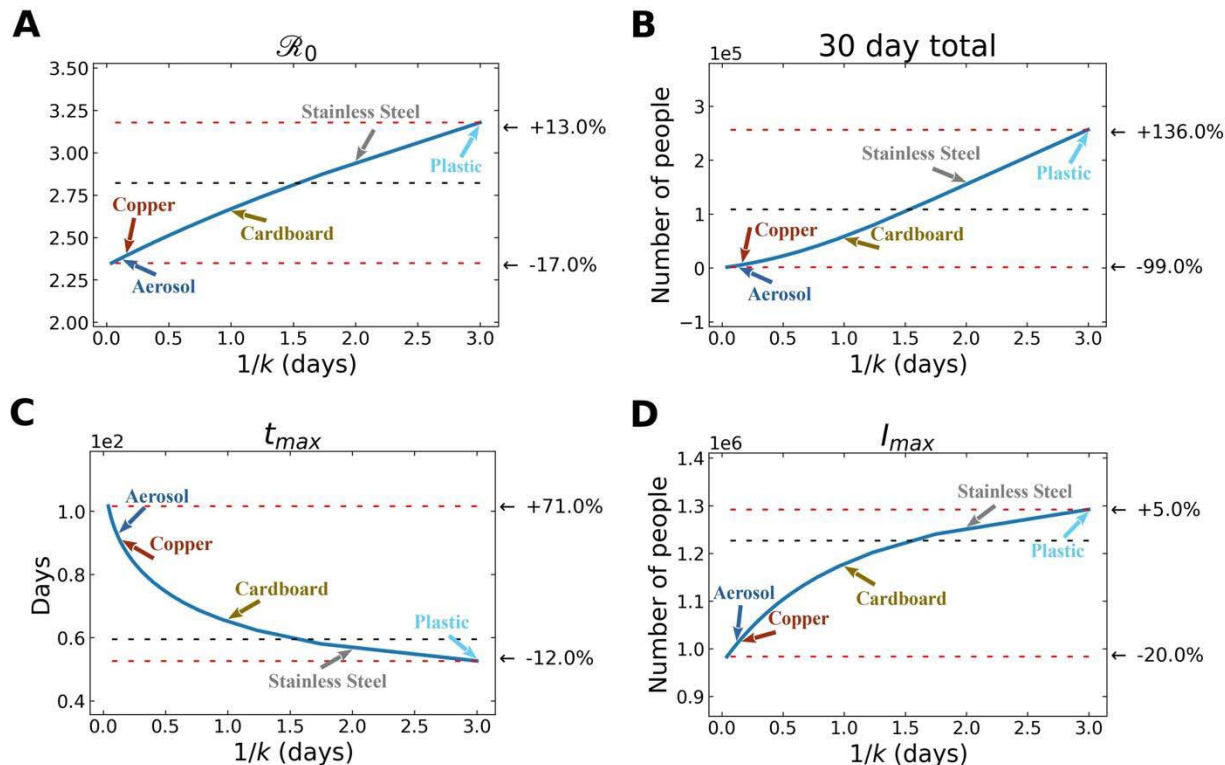 A
ℛ₀
3.50
3.25
3.00
2.75
2.50
2.25
2.00
Stainless Steel
← +13.0%
Plastic
Copper
Cardboard
← -17.0%
Aerosol
0.0 0.5 1.0 1.5 2.0 2.5 3.0
1/k (days)
B
30 day total
1e5
Number of people
3
2
1
0
−1
← +136.0%
Stainless Steel
Plastic
Copper
Cardboard
← -99.0%
Aerosol
0.0 0.5 1.0 1.5 2.0 2.5 3.0
1/k (days)
C
tmax
1e2
Days
1.0
0.8
0.6
0.4
Aerosol
← +71.0%
Copper
Cardboard
Plastic
← -12.0%
Stainless Steel
0.0 0.5 1.0 1.5 2.0 2.5 3.0
1/k (days)
D
Imax
1e6
Number of people
1.4
1.3
1.2
1.1
1.0
0.9
Stainless Steel
← +5.0%
Plastic
Aerosol
Cardboard
Copper
← -20.0%
0.0 0.5 1.0 1.5 2.0 2.5 3.0
1/k (days)